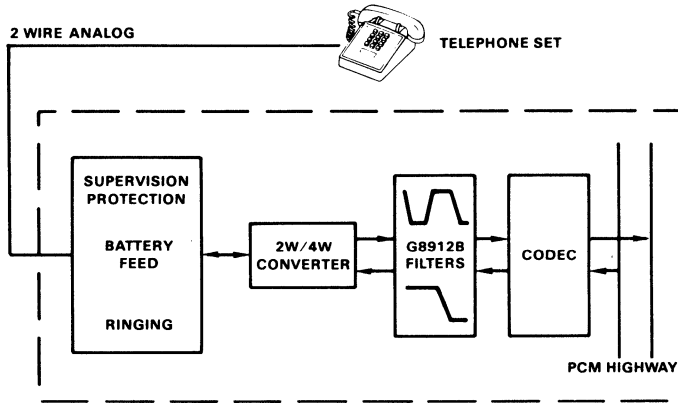 2 WIRE ANALOG
TELEPHONE SET
SUPERVISION
PROTECTION
BATTERY
FEED
RINGING
2W/4W
CONVERTER
G8912B
FILTERS
CODEC
PCM HIGHWAY